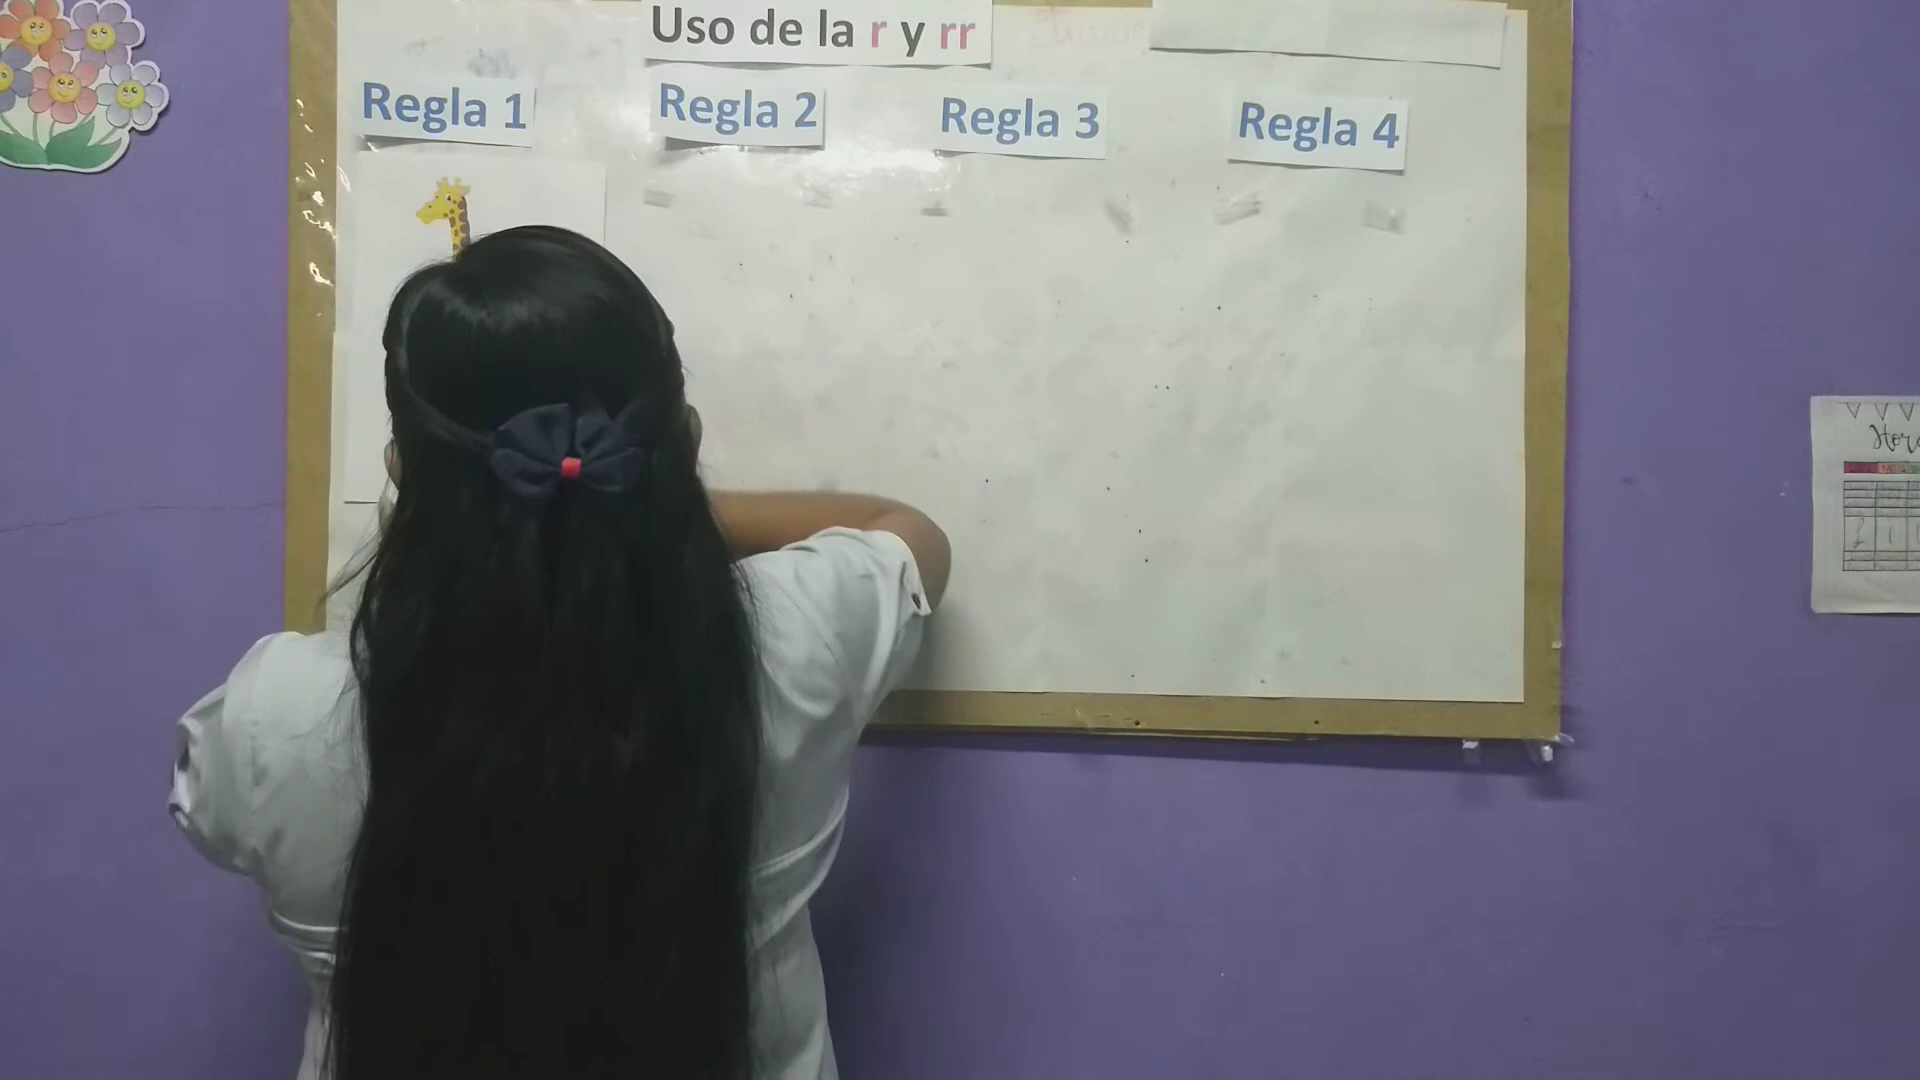 Uso de la r y rr
Regla 1
Regla 2
Regla 3
Regla 4